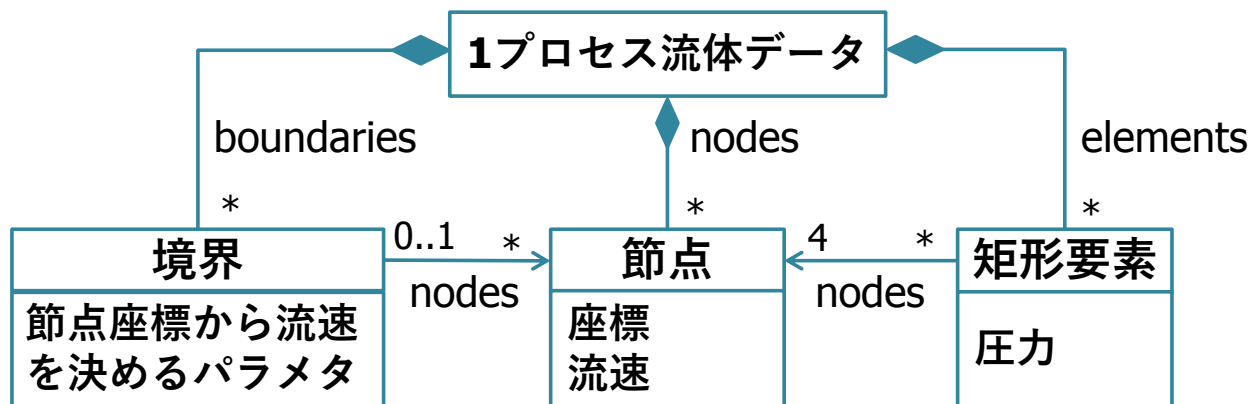 1プロセス流体データ
boundaries
nodes
elements
*
*
*
境界
0..1
*
節点
4
*
矩形要素
nodes
nodes
節点座標から流速
を決めるパラメタ
座標
流速
圧力